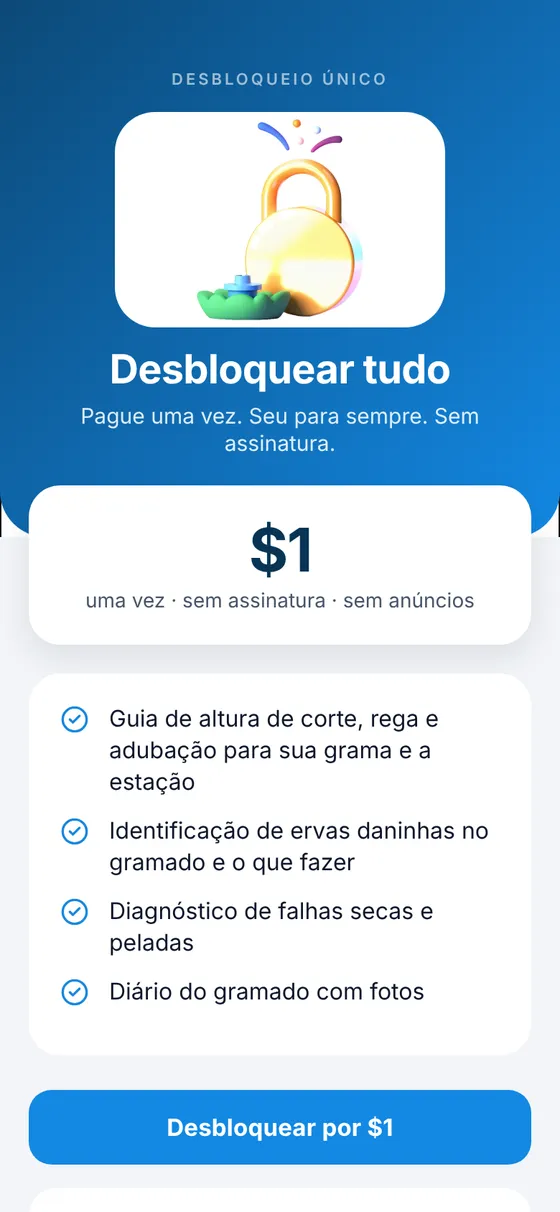 DESBLOQUEIO ÚNICO
Desbloquear tudo
Pague uma vez. Seu para sempre. Sem
assinatura.
$1
uma vez · sem assinatura · sem anúncios
Guia de altura de corte, rega e
adubação para sua grama e a
estação
Identificação de ervas daninhas no
gramado e o que fazer
Diagnóstico de falhas secas e
peladas
Diário do gramado com fotos
Desbloquear por $1